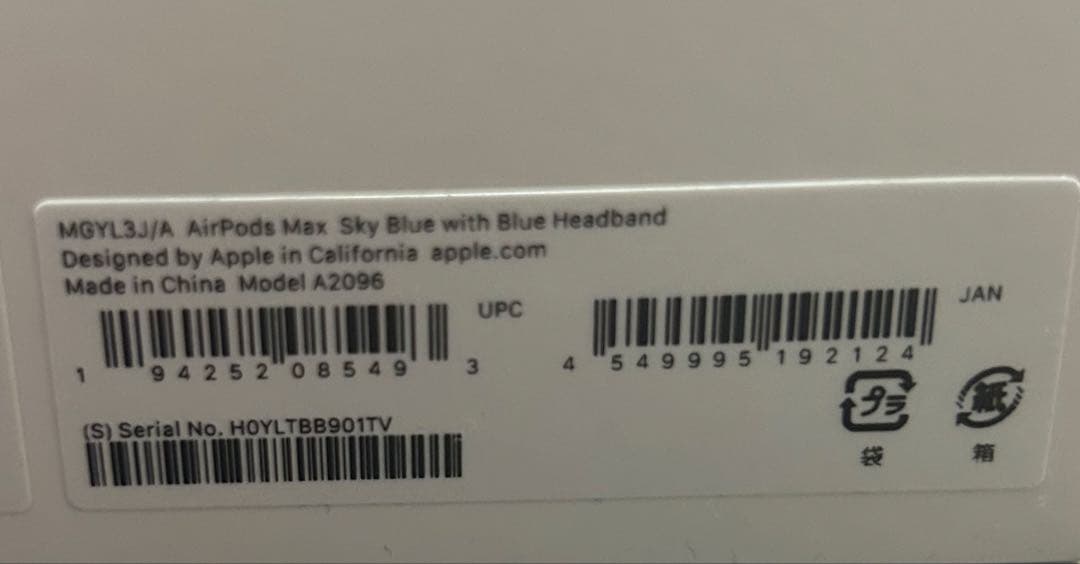 MGYL3J/A AirPods Max Sky Blue with Blue Headband
Designed by Apple in California apple.com
Made in China Model A2096
UPC
1 94252 08549 3
JAN
4 549995 192124
(S) Serial No. H0YLTBB901TV
プラ
袋
紙
箱